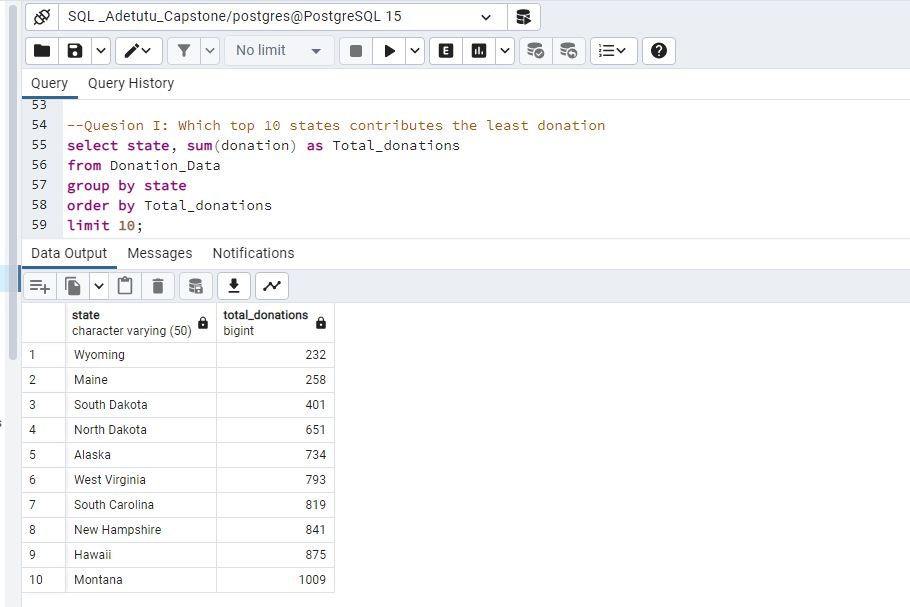 SQL _Adetutu_Capstone/postgres@PostgreSQL 15
No limit
E
Query Query History
53
54 --Quesion I: Which top 10 states contributes the least donation
55 select state, sum(donation) as Total_donations
56 from Donation_Data
57 group by state
58 order by Total_donations
59 limit 10;
Data Output Messages Notifications
state total_donations
character varying (50) bigint
1 Wyoming 232
2 Maine 258
3 South Dakota 401
4 North Dakota 651
5 Alaska 734
6 West Virginia 793
7 South Carolina 819
8 New Hampshire 841
9 Hawaii 875
10 Montana 1009